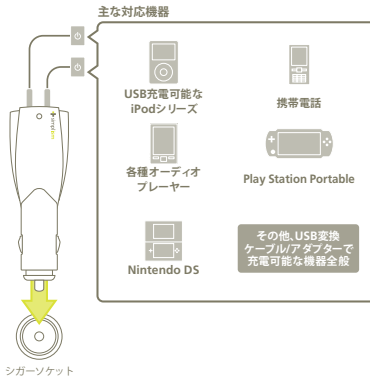 主な対応機器
USB充電可能な
iPodシリーズ
携帯電話
各種オーディオ
プレーヤー
Play Station Portable
Nintendo DS
その他、USB変換
ケーブル/アダプターで
充電可能な機器全般
シガーソケット